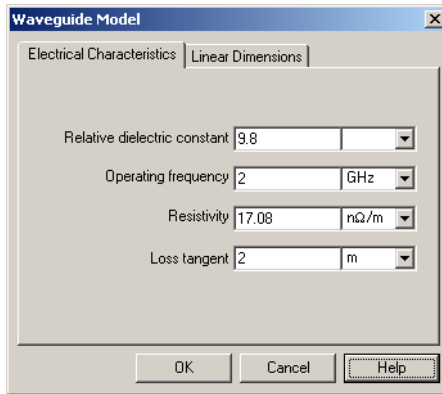 Waveguide Model
Electrical Characteristics Linear Dimensions
Relative dielectric constant 9.8
Operating frequency 2 GHz
Resistivity 17.08 nΩ/m
Loss tangent 2 m
OK Cancel Help